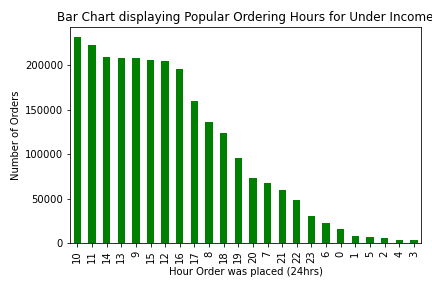 Bar Chart displaying Popular Ordering Hours for Under Income
Number of Orders
200000
150000
100000
50000
0
10 11 14 13 9 15 12 16 17 8 18 19 20 7 21 22 23 6 0 1 5 2 4 3
Hour Order was placed (24hrs)